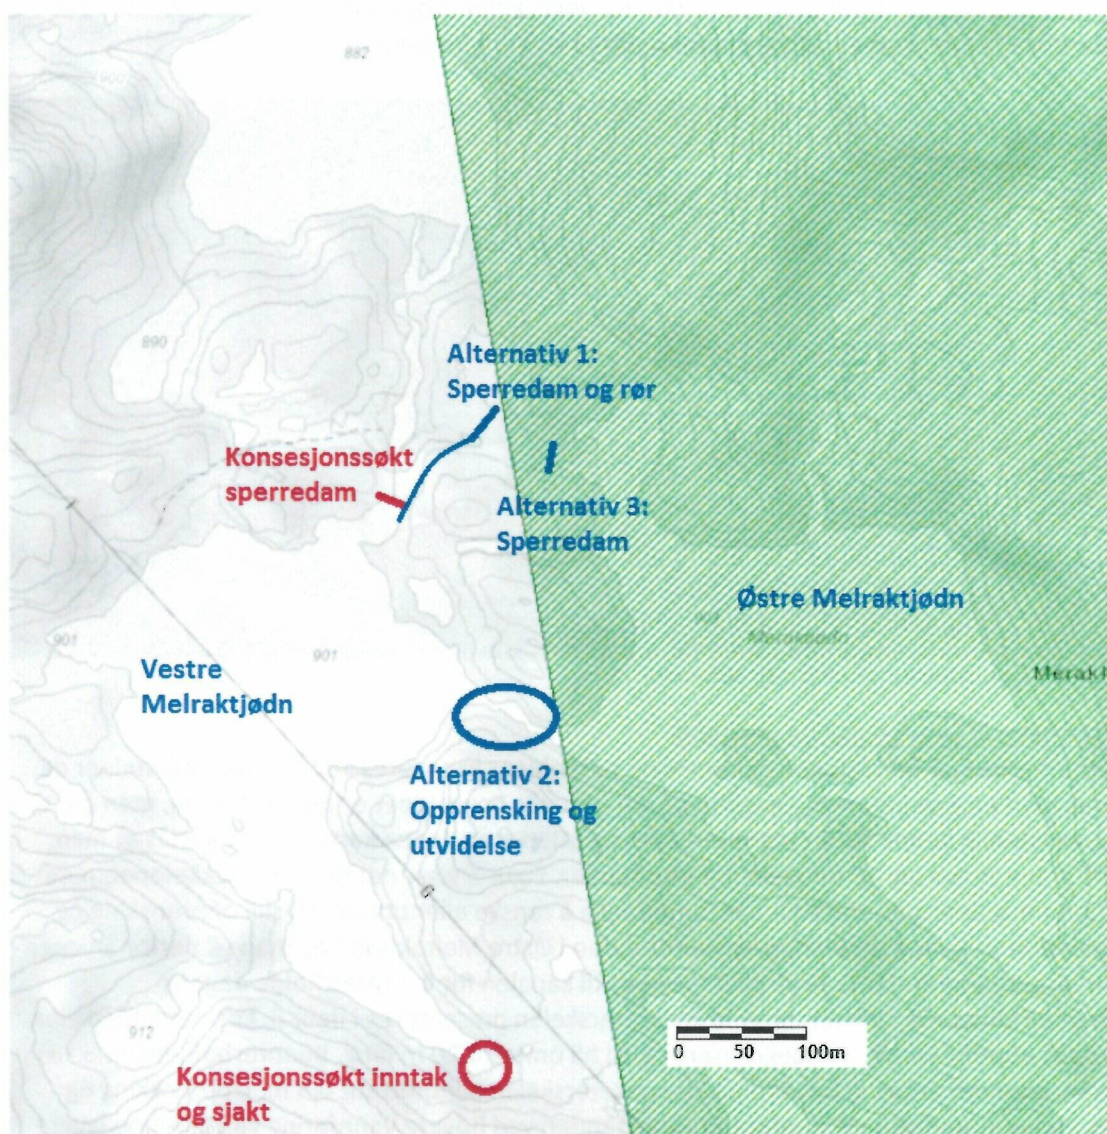 882
Alternativ 1:
Sperredam og rør
890
Konsesjonssøkt
sperredam
Alternativ 3:
Sperredam
Østre Melraktjødn
901
901
Vestre
Melraktjødn
Alternativ 2:
Opprensking og
utvidelse
912
0 50 100m
Konsesjonssøkt inntak
og sjakt